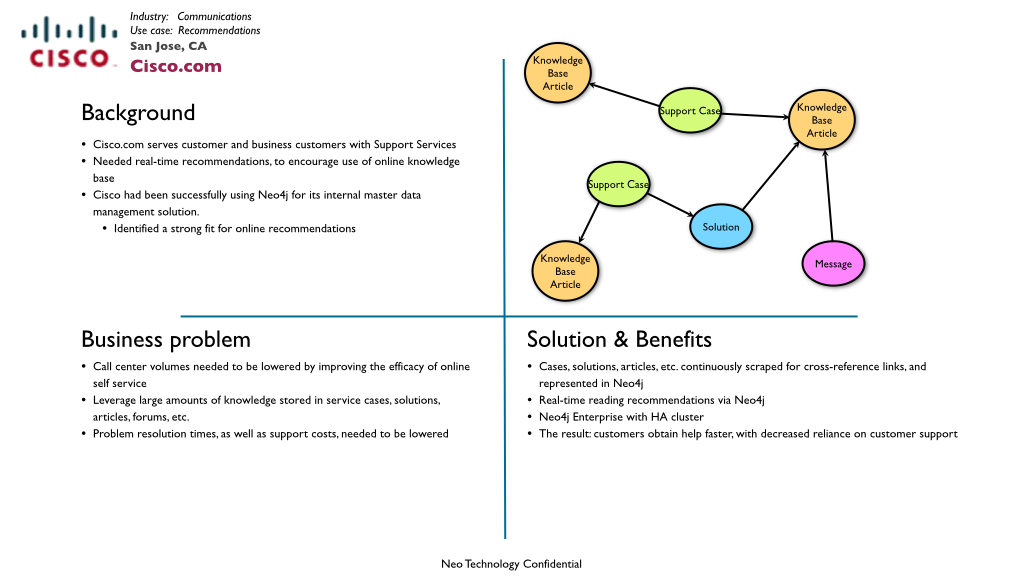 Industry: Communications
Use case: Recommendations
San Jose, CA
Cisco.com
CISCO
Background
• Cisco.com serves customer and business customers with Support Services
• Needed real-time recommendations, to encourage use of online knowledge
base
• Cisco had been successfully using Neo4j for its internal master data
management solution.
• Identified a strong fit for online recommendations
Knowledge
Base
Article
Support Case
Knowledge
Base
Article
Support Case
Solution
Knowledge
Base
Article
Message
Business problem
• Call center volumes needed to be lowered by improving the efficacy of online
self service
• Leverage large amounts of knowledge stored in service cases, solutions,
articles, forums, etc.
• Problem resolution times, as well as support costs, needed to be lowered
Solution & Benefits
• Cases, solutions, articles, etc. continuously scraped for cross-reference links, and
represented in Neo4j
• Real-time reading recommendations via Neo4j
• Neo4j Enterprise with HA cluster
• The result: customers obtain help faster, with decreased reliance on customer support
Neo Technology Confidential